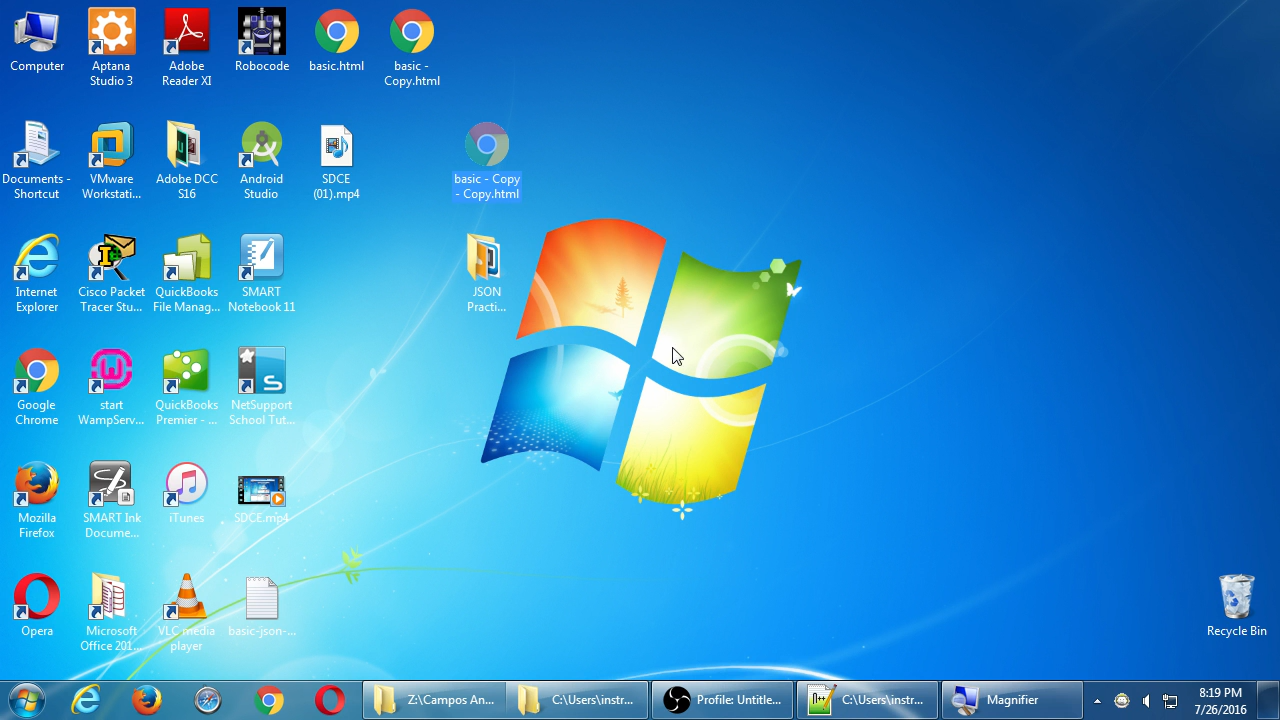 Computer
Aptana
Studio 3
Adobe
Reader XI
Robocode
basic.html
basic -
Copy.html
Documents -
Shortcut
VMware
Workstati...
Adobe DCC
S16
Android
Studio
SDCE
(01).mp4
basic - Copy
- Copy.html
Internet
Explorer
Cisco Packet
Tracer Stu...
QuickBooks
File Manag...
SMART
Notebook 11
JSON
Practi...
Google
Chrome
start
WampServ...
QuickBooks
Premier - ...
NetSupport
School Tut...
Mozilla
Firefox
SMART Ink
Docume...
iTunes
SDCE.mp4
Opera
Microsoft
Office 201...
VLC media
player
basic-json-...
Recycle Bin
Z:\Campos An...
C:\Users\instr...
Profile: Untitle...
C:\Users\instr...
Magnifier
8:19 PM
7/26/2016